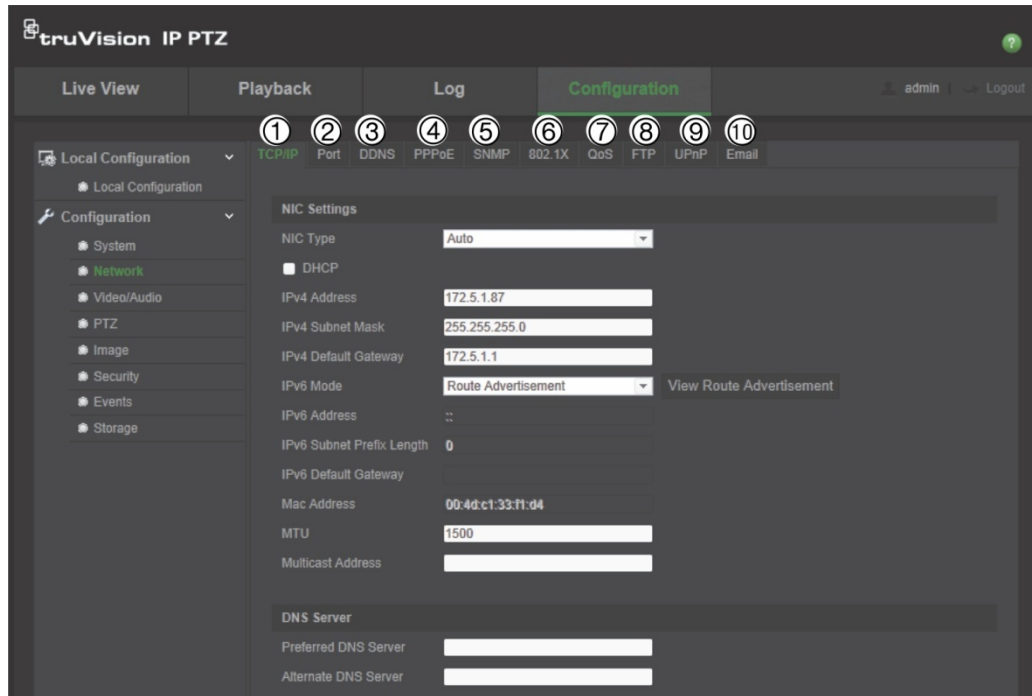 truVision IP PTZ
?
Live View Playback Log Configuration admin Logout
① ② ③ ④ ⑤ ⑥ ⑦ ⑧ ⑨ ⑩
TCP/IP Port DDNS PPPoE SNMP 802.1X QoS FTP UPnP Email
Local Configuration
Local Configuration
Configuration
System
Network
Video/Audio
PTZ
Image
Security
Events
Storage
NIC Settings
NIC Type Auto
DHCP
IPv4 Address 172.5.1.87
IPv4 Subnet Mask 255.255.255.0
IPv4 Default Gateway 172.5.1.1
IPv6 Mode Route Advertisement View Route Advertisement
IPv6 Address ::
IPv6 Subnet Prefix Length 0
IPv6 Default Gateway
Mac Address 00:4d:c1:33:f1:d4
MTU 1500
Multicast Address
DNS Server
Preferred DNS Server
Alternate DNS Server